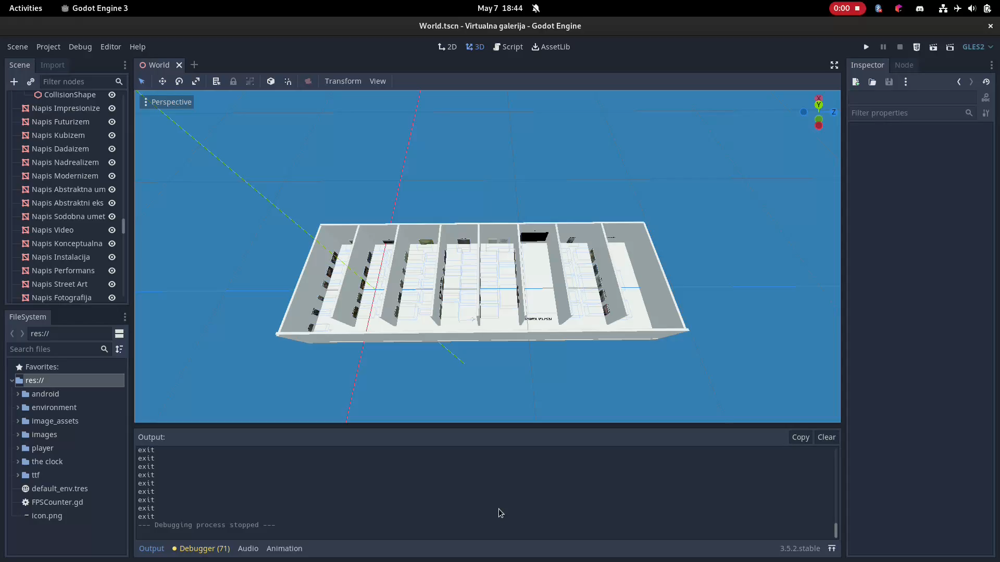 Activities
Godot Engine 3
May 7 18:44
0:00
World.tscn - Virtualna galerija - Godot Engine
Scene Project Debug Editor Help
2D 3D Script AssetLib
GLES2
Scene Import
World
Inspector Node
Filter nodes
Transform View
CollisionShape
Napis Impresionize
Napis Futurizem
Napis Kubizem
Napis Dadaizem
Napis Nadrealizem
Napis Modernizem
Napis Abstraktna um
Napis Abstraktni eks
Napis Sodobna umet
Napis Video
Napis Konceptualna
Napis Instalacija
Napis Performans
Napis Street Art
Napis Fotografija
Perspective
X
Y
Z
Filter properties
FileSystem
res://
Search files
Favorites:
res://
android
environment
image_assets
images
player
the clock
ttf
default_env.tres
FPSCounter.gd
icon.png
Output:
Copy Clear
exit
exit
exit
exit
exit
exit
exit
exit
exit
--- Debugging process stopped ---
Output Debugger (71) Audio Animation
3.5.2.stable